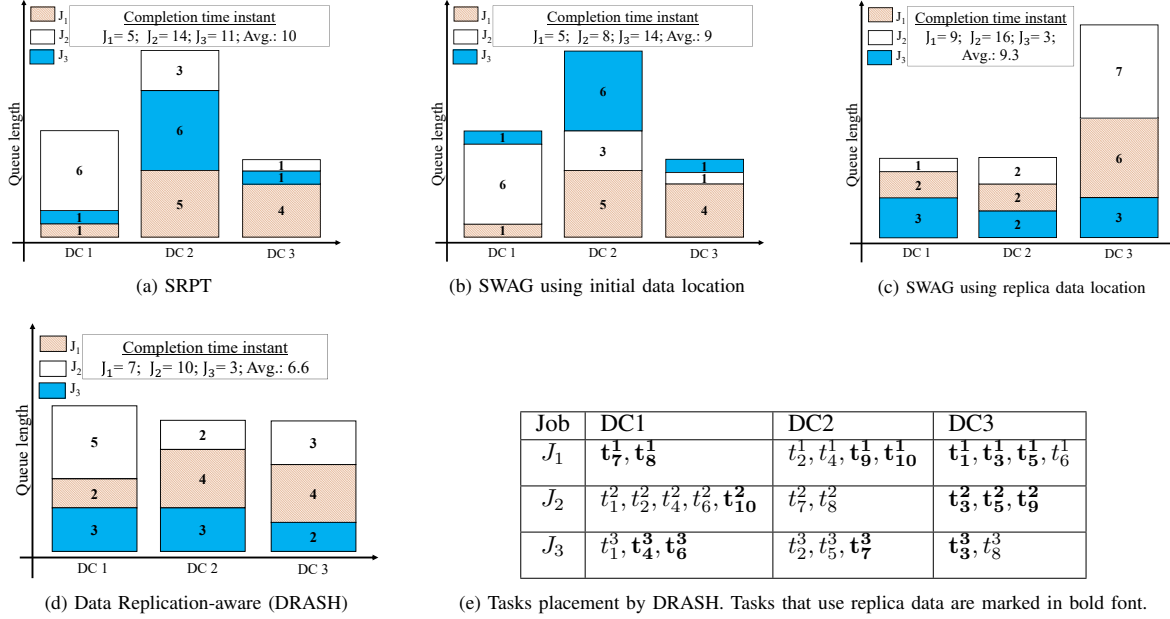 J₁
J₂
J₃
Completion time instant
J₁= 5; J₂= 14; J₃= 11; Avg.: 10
Queue length
6
1
1
3
6
5
1
1
4
DC 1
DC 2
DC 3
(a) SRPT
J₁
J₂
J₃
Completion time instant
J₁= 5; J₂= 8; J₃= 14; Avg.: 9
Queue length
1
6
1
6
3
5
1
1
4
DC 1
DC 2
DC 3
(b) SWAG using initial data location
J₁
J₂
J₃
Completion time instant
J₁= 9; J₂= 16; J₃= 3;
Avg.: 9.3
Queue length
1
2
3
2
2
2
7
6
3
DC 1
DC 2
DC 3
(c) SWAG using replica data location
J₁
J₂
J₃
Completion time instant
J₁= 7; J₂= 10; J₃= 3; Avg.: 6.6
Queue length
5
2
3
2
4
3
3
4
2
DC 1
DC 2
DC 3
(d) Data Replication-aware (DRASH)
Job DC1 DC2 DC3
J₁ t₇¹, t₈¹ t₂¹, t₄¹, t₉¹, t₁₀¹ t₁¹, t₃¹, t₅¹, t₆¹
J₂ t₁², t₂², t₄², t₆², t₁₀² t₇², t₈² t₃², t₅², t₉²
J₃ t₁³, t₄³, t₆³ t₂³, t₅³, t₇³ t₃³, t₈³
(e) Tasks placement by DRASH. Tasks that use replica data are marked in bold font.